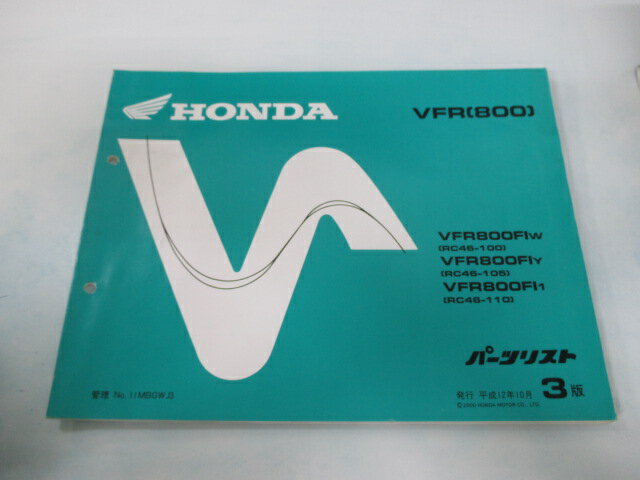 HONDA
VFR(800)
VFR800FIW
(RC46-100)
VFR800FIY
(RC46-105)
VFR800FI1
(RC46-110)
パーツリスト
管理 No. 11MBGWJ3
発行 平成12年10月 3版
© 2000 HONDA MOTOR CO., LTD.